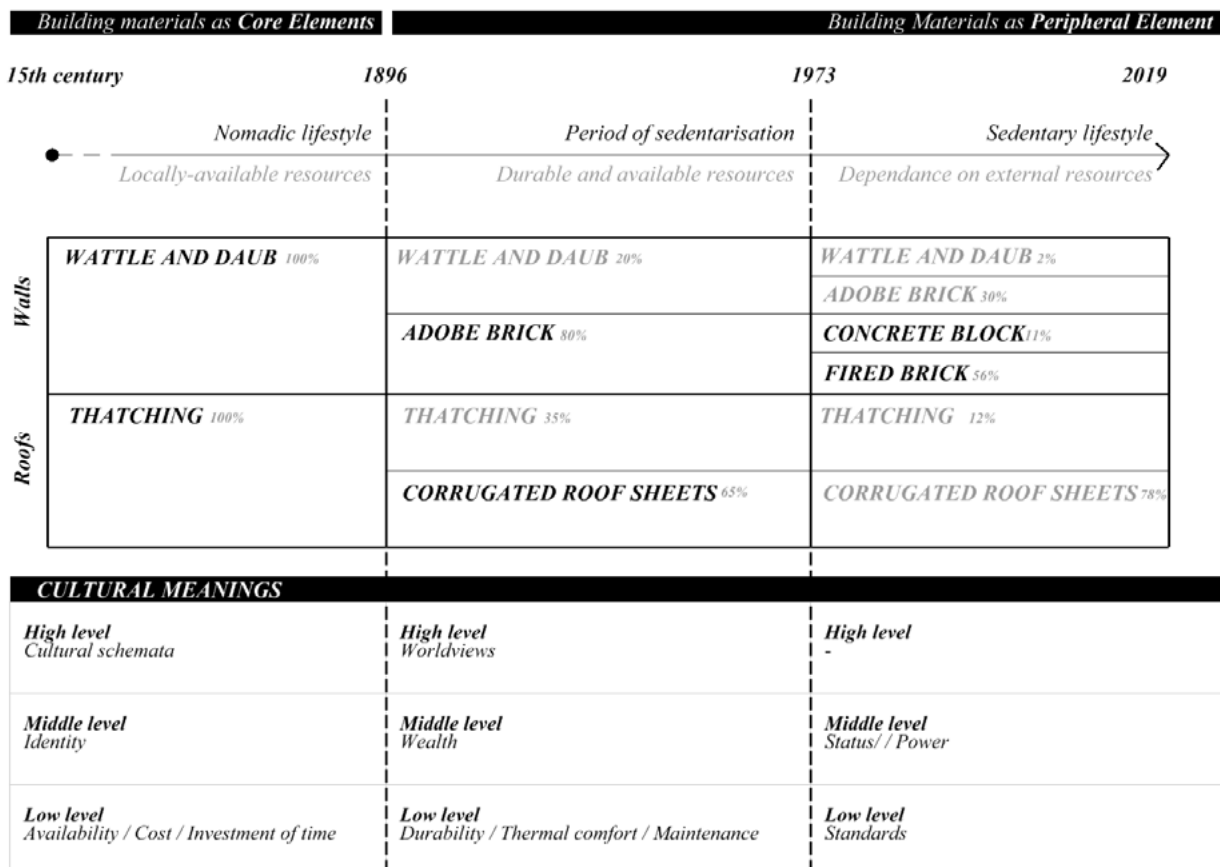 Building materials as Core Elements
Building Materials as Peripheral Element
15th century 1896 1973 2019
Nomadic lifestyle Period of sedentarisation Sedentary lifestyle
Locally-available resources Durable and available resources Dependance on external resources
Walls
WATTLE AND DAUB 100%
WATTLE AND DAUB 20%
ADOBE BRICK 80%
WATTLE AND DAUB 2%
ADOBE BRICK 30%
CONCRETE BLOCK 11%
FIRED BRICK 56%
Roofs
THATCHING 100%
THATCHING 35%
CORRUGATED ROOF SHEETS 65%
THATCHING 12%
CORRUGATED ROOF SHEETS 78%
CULTURAL MEANINGS
High level
Cultural schemata
High level
Worldviews
High level
-
Middle level
Identity
Middle level
Wealth
Middle level
Status/ / Power
Low level
Availability / Cost / Investment of time
Low level
Durability / Thermal comfort / Maintenance
Low level
Standards